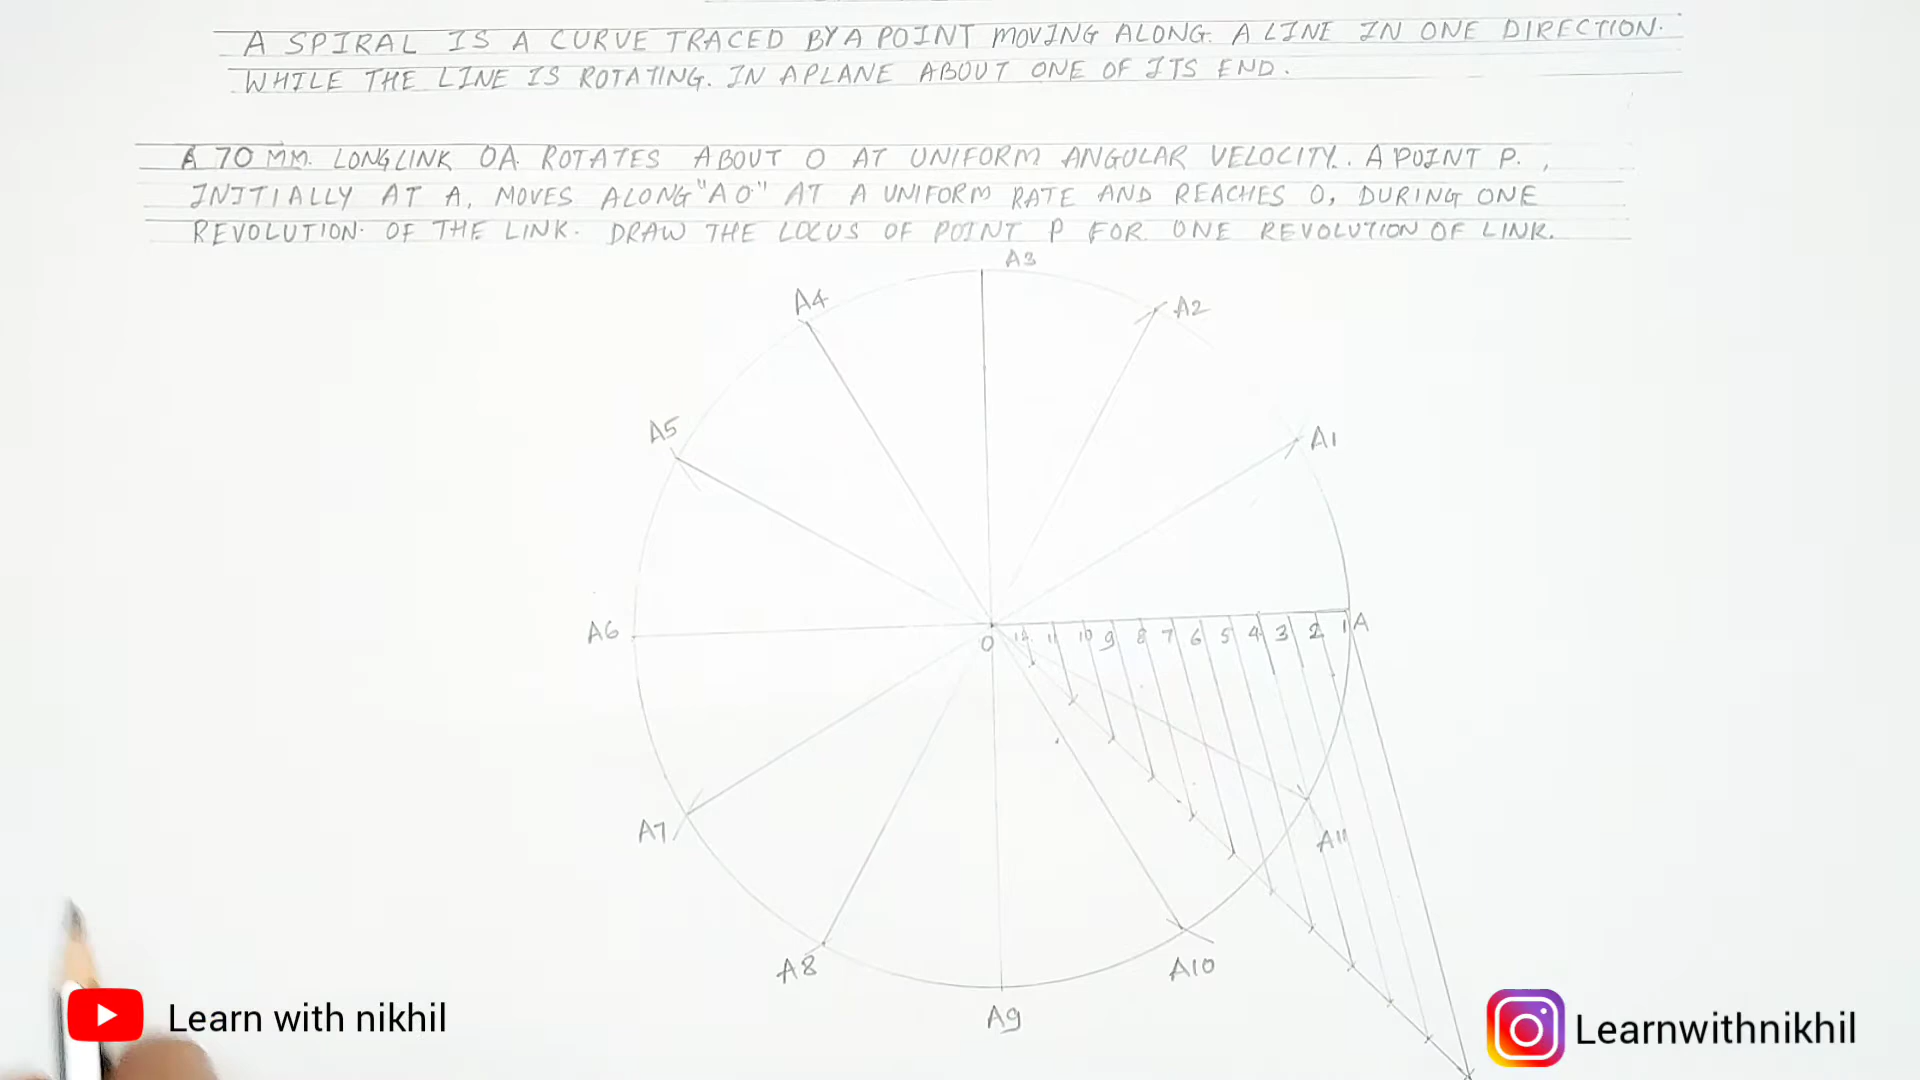 A SPIRAL IS A CURVE TRACED BY A POINT MOVING ALONG. A LINE IN ONE DIRECTION.
WHILE THE LINE IS ROTATING. IN A PLANE ABOUT ONE OF ITS END.
A 70 MM. LONG LINK OA ROTATES ABOUT O AT UNIFORM ANGULAR VELOCITY.. A POINT P. ,
INITIALLY AT A, MOVES ALONG "AO" AT A UNIFORM RATE AND REACHES O, DURING ONE
REVOLUTION. OF THE LINK. DRAW THE LOCUS OF POINT P FOR ONE REVOLUTION OF LINK.
A3
A4
A2
A5
A1
A6
O 12 11 10 9 8 7 6 5 4 3 2 1 A
A7
A11
A8
A10
A9
Learn with nikhil
Learnwithnikhil